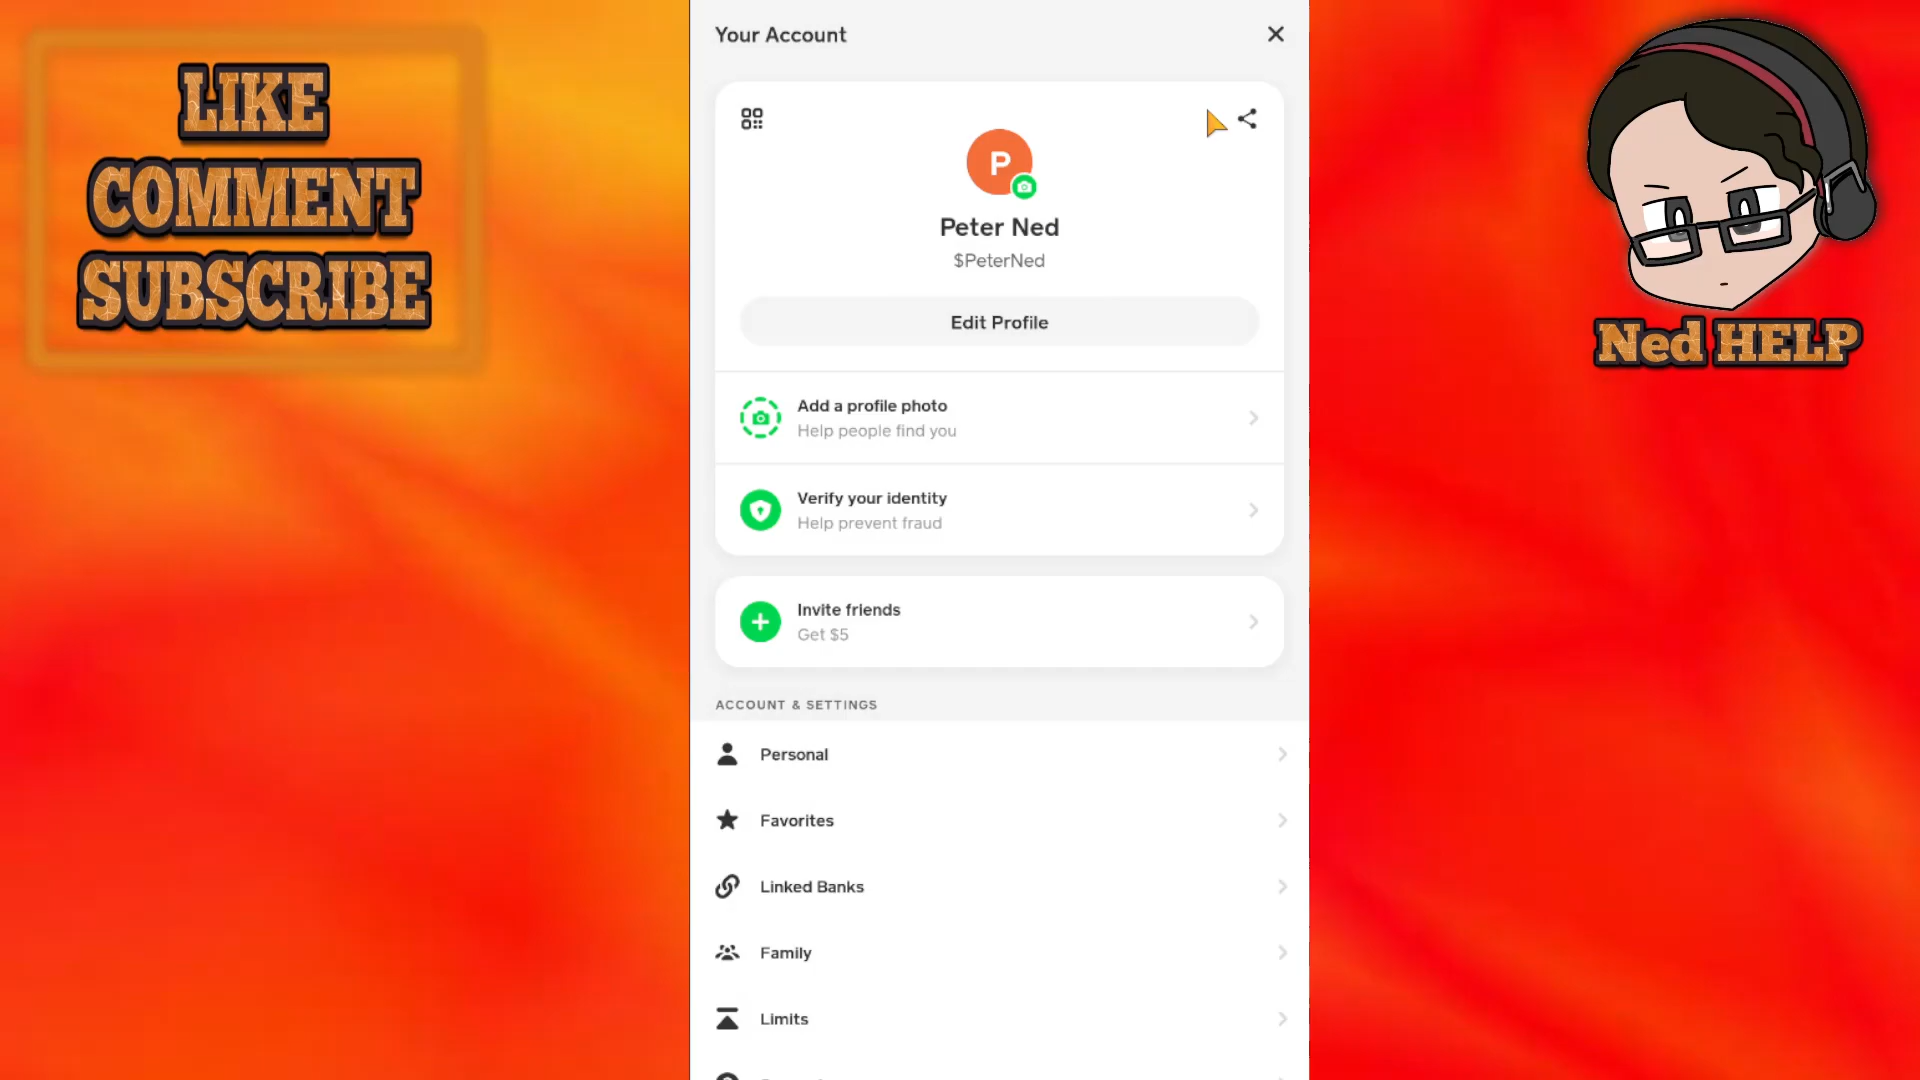 LIKE
COMMENT
SUBSCRIBE
Your Account
P
Peter Ned
$PeterNed
Edit Profile
Add a profile photo
Help people find you
Verify your identity
Help prevent fraud
Invite friends
Get $5
ACCOUNT & SETTINGS
Personal
Favorites
Linked Banks
Family
Limits
Ned HELP